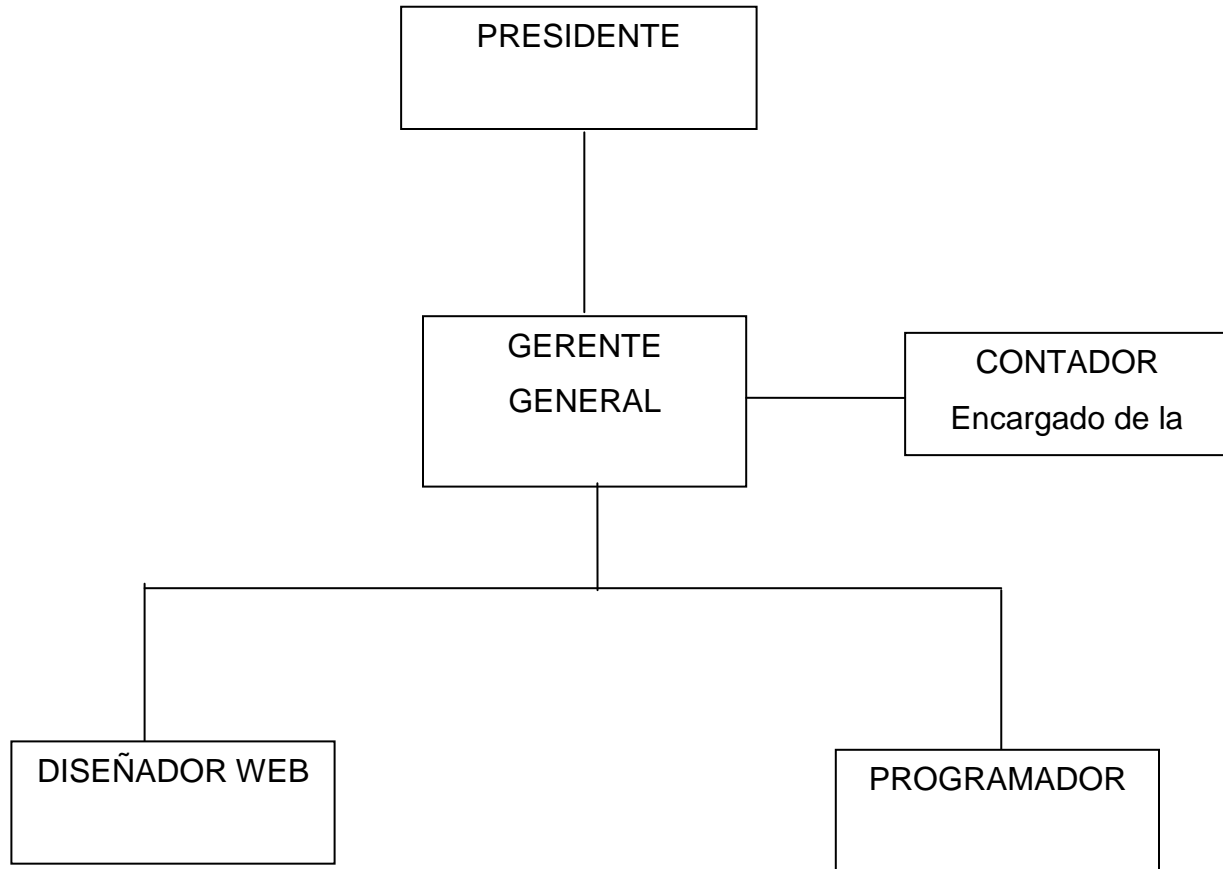 PRESIDENTE
GERENTE
GENERAL
CONTADOR
Encargado de la
DISEÑADOR WEB
PROGRAMADOR